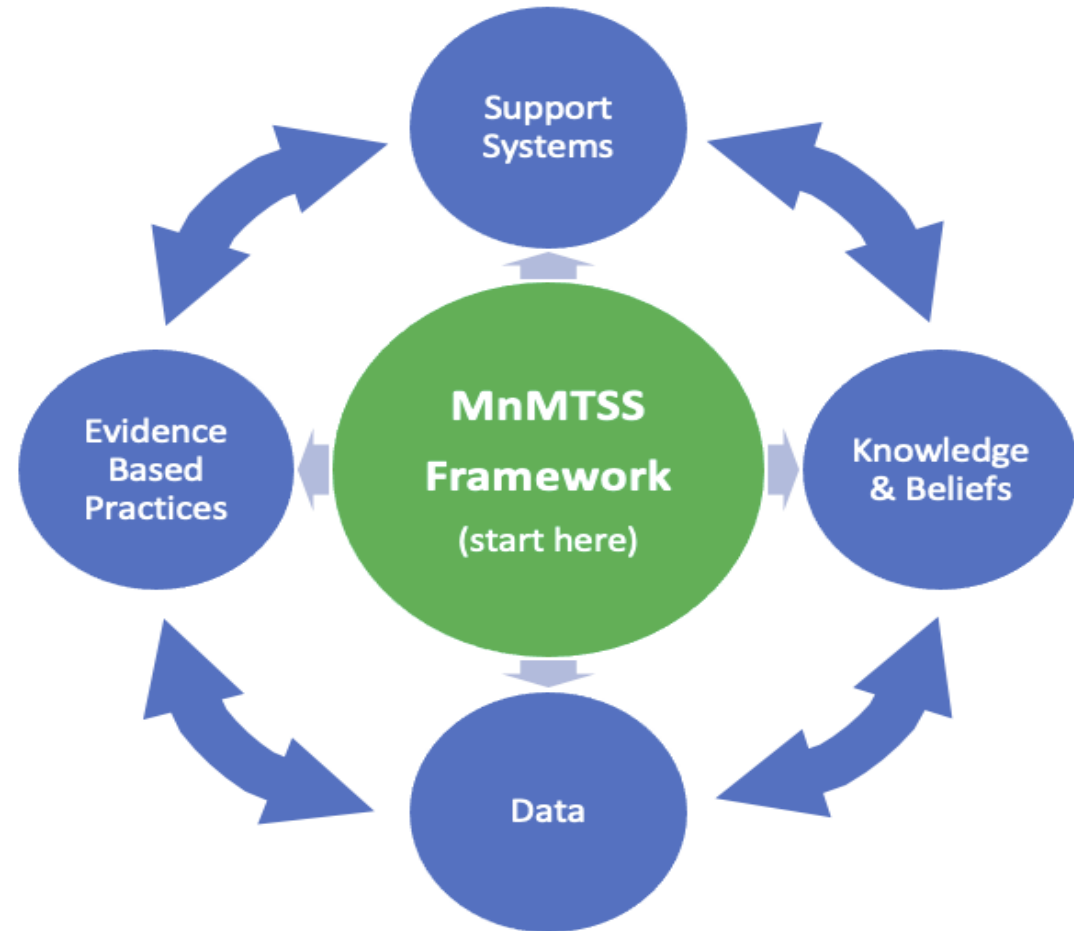 Support
Systems
MnMTSS
Framework
(start here)
Evidence
Based
Practices
Knowledge
& Beliefs
Data